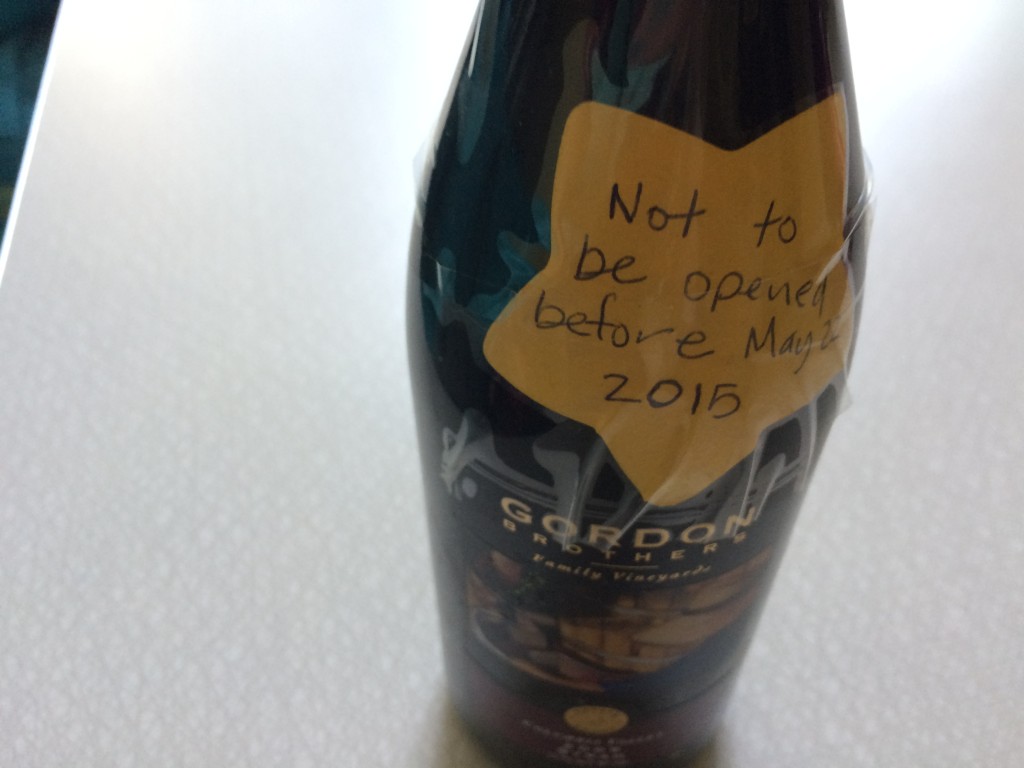 Not to
be opened
before May 2
2015
GORDON
BROTHERS
Family Vineyards